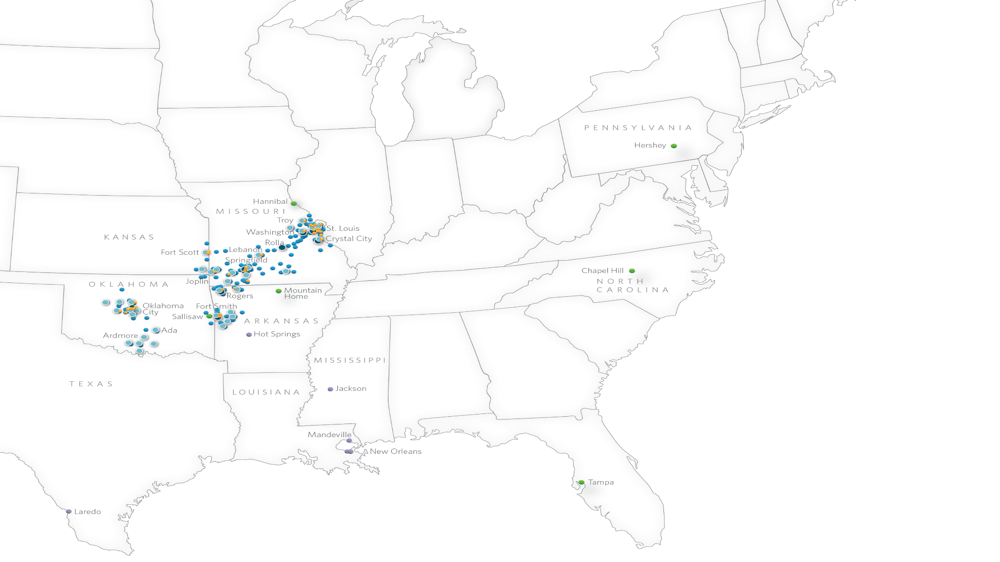 PENNSYLVANIA
Hershey
Hannibal
MISSOURI
Troy
St. Louis
Washington
Crystal City
KANSAS
Rolla
Fort Scott
Lebanon
Springfield
Chapel Hill
NORTH
CAROLINA
Joplin
OKLAHOMA
Mountain
Home
Rogers
Oklahoma
City
Fort Smith
Sallisaw
ARKANSAS
Ada
Ardmore
Hot Springs
MISSISSIPPI
TEXAS
Jackson
LOUISIANA
Mandeville
New Orleans
Tampa
Laredo